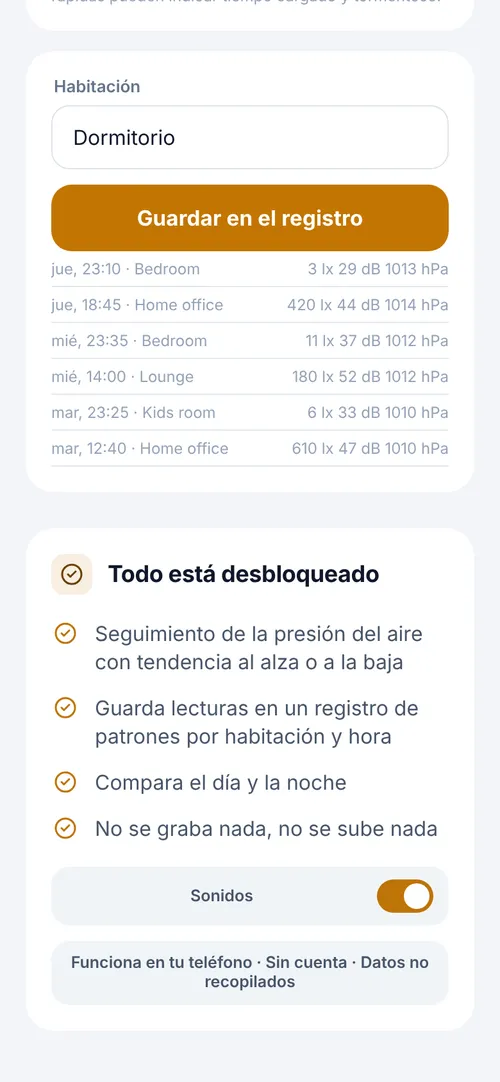 Habitación
Dormitorio
Guardar en el registro
jue, 23:10 · Bedroom 3 lx 29 dB 1013 hPa
jue, 18:45 · Home office 420 lx 44 dB 1014 hPa
mié, 23:35 · Bedroom 11 lx 37 dB 1012 hPa
mié, 14:00 · Lounge 180 lx 52 dB 1012 hPa
mar, 23:25 · Kids room 6 lx 33 dB 1010 hPa
mar, 12:40 · Home office 610 lx 47 dB 1010 hPa
Todo está desbloqueado
Seguimiento de la presión del aire
con tendencia al alza o a la baja
Guarda lecturas en un registro de
patrones por habitación y hora
Compara el día y la noche
No se graba nada, no se sube nada
Sonidos
Funciona en tu teléfono · Sin cuenta · Datos no
recopilados